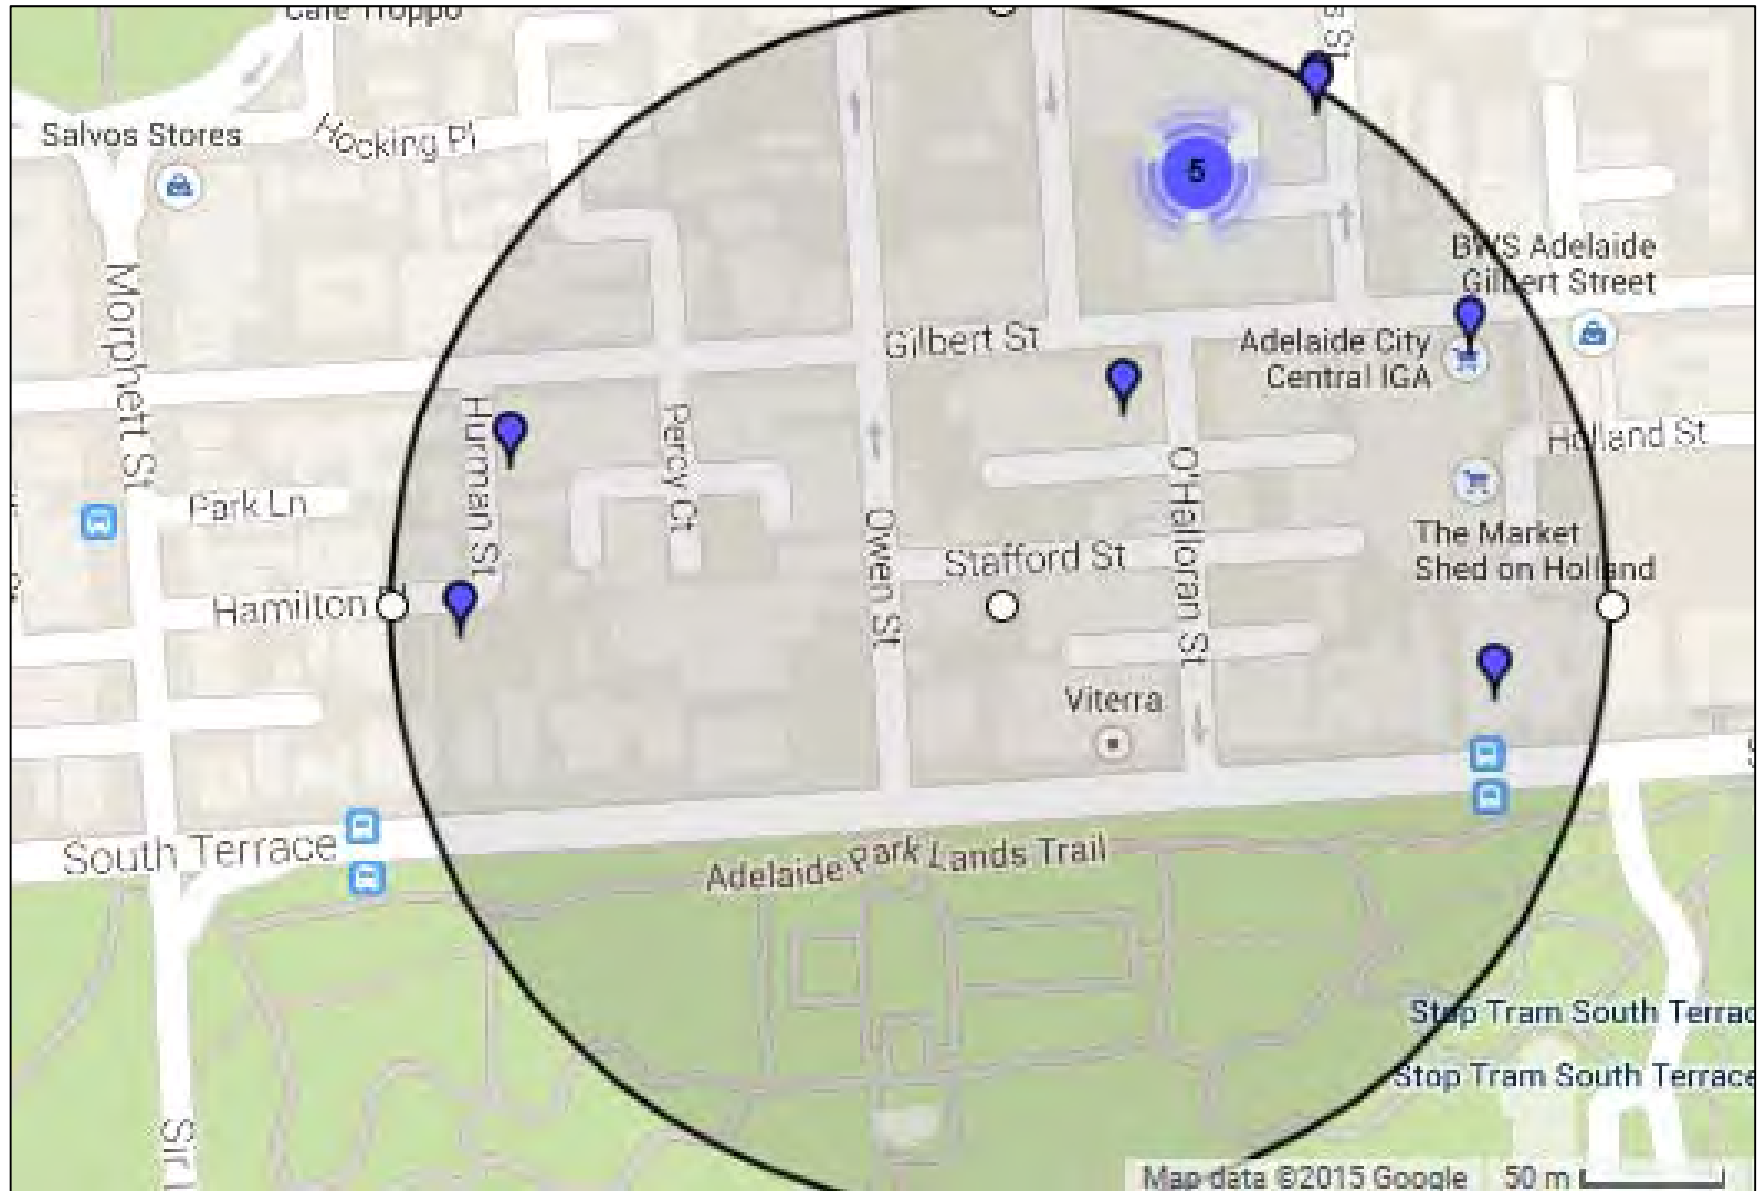 Cafe Troppo
Salvos Stores
Hocking Pl
5
BWS Adelaide
Gilbert Street
Morphett St
Gilbert St
Adelaide City
Central IGA
Hurman St
Percy Ct
Holland St
Park Ln
O'Halloran St
Owen St
Stafford St
The Market
Shed on Holland
Hamilton
Viterra
South Terrace
Adelaide Park Lands Trail
Stop Tram South Terrac
Stop Tram South Terrace
Sir
Map data ©2015 Google
50 m